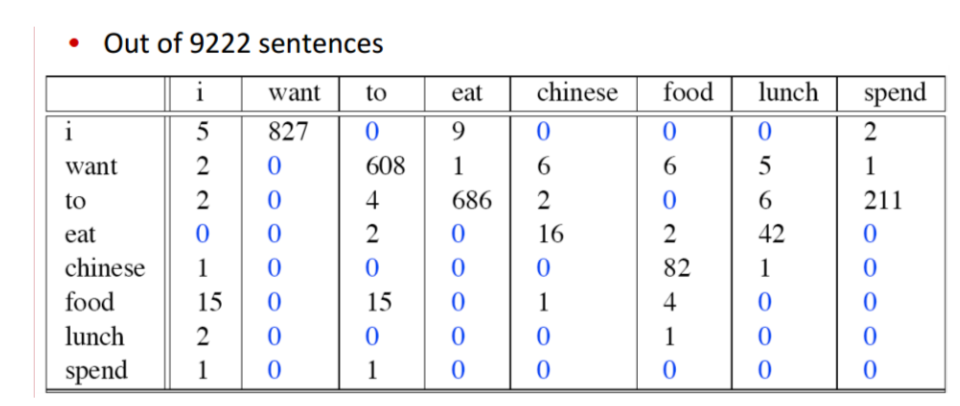 • Out of 9222 sentences
i want to eat chinese food lunch spend
i 5 827 0 9 0 0 0 2
want 2 0 608 1 6 6 5 1
to 2 0 4 686 2 0 6 211
eat 0 0 2 0 16 2 42 0
chinese 1 0 0 0 0 82 1 0
food 15 0 15 0 1 4 0 0
lunch 2 0 0 0 0 1 0 0
spend 1 0 1 0 0 0 0 0